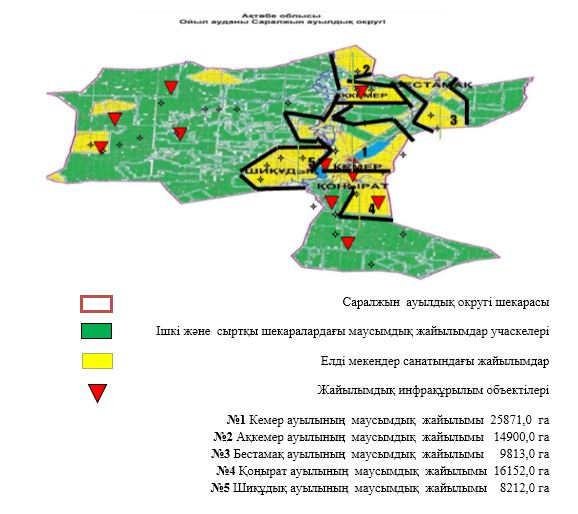 Ақтөбе облысы
Ойыл ауданы Саралжын ауылдық округі
2
БЕСТАМАҚ
АҚКЕМЕР
3
1
5
КЕМЕР
ШИҚҰДЫҚ
ҚОҢЫРАТ
4
Саралжын ауылдық округі шекарасы
Ішкі және сыртқы шекаралардағы маусымдық жайылымдар учаскелері
Елді мекендер санатындағы жайылымдар
Жайылымдық инфрақұрылым объектілері
№1 Кемер ауылының маусымдық жайылымы 25871,0 га
№2 Ақкемер ауылының маусымдық жайылымы 14900,0 га
№3 Бестамақ ауылының маусымдық жайылымы 9813,0 га
№4 Қоңырат ауылының маусымдық жайылымы 16152,0 га
№5 Шиқұдық ауылының маусымдық жайылымы 8212,0 га